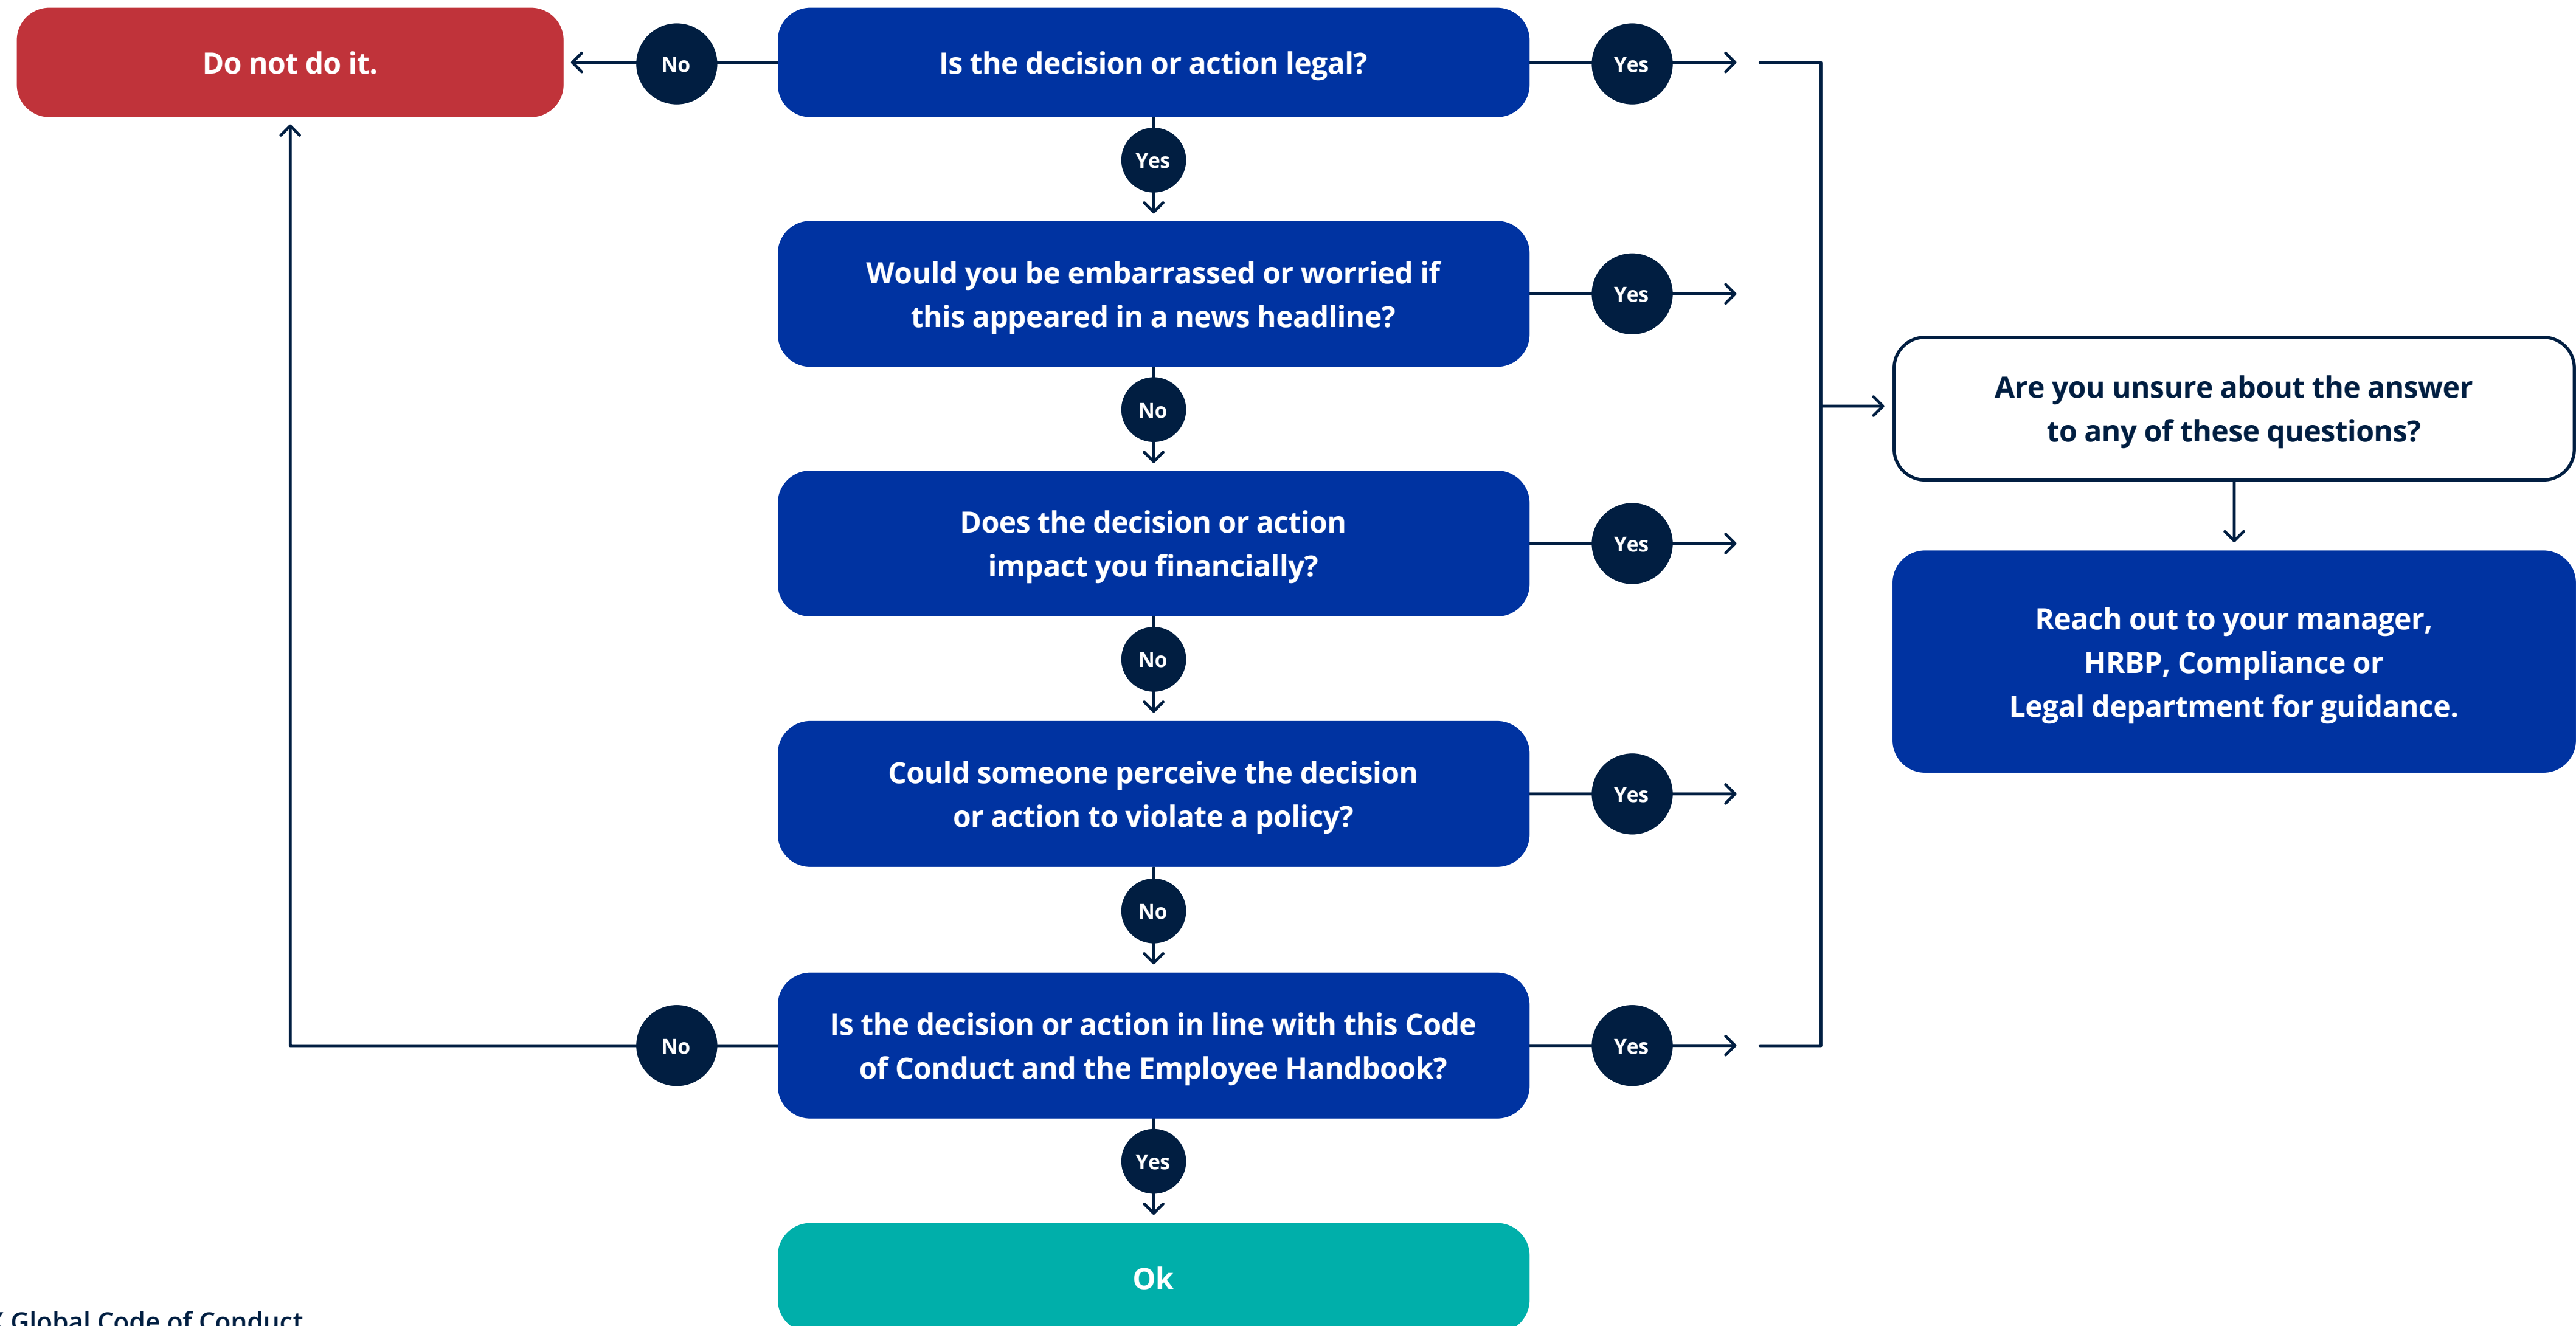 Do not do it.
No
Is the decision or action legal?
Yes
Yes
Would you be embarrassed or worried if
this appeared in a news headline?
Yes
No
Does the decision or action
impact you financially?
Yes
No
Could someone perceive the decision
or action to violate a policy?
Yes
No
No
Is the decision or action in line with this Code
of Conduct and the Employee Handbook?
Yes
Yes
Ok
Are you unsure about the answer
to any of these questions?
Reach out to your manager,
HRBP, Compliance or
Legal department for guidance.
Global Code of Conduct